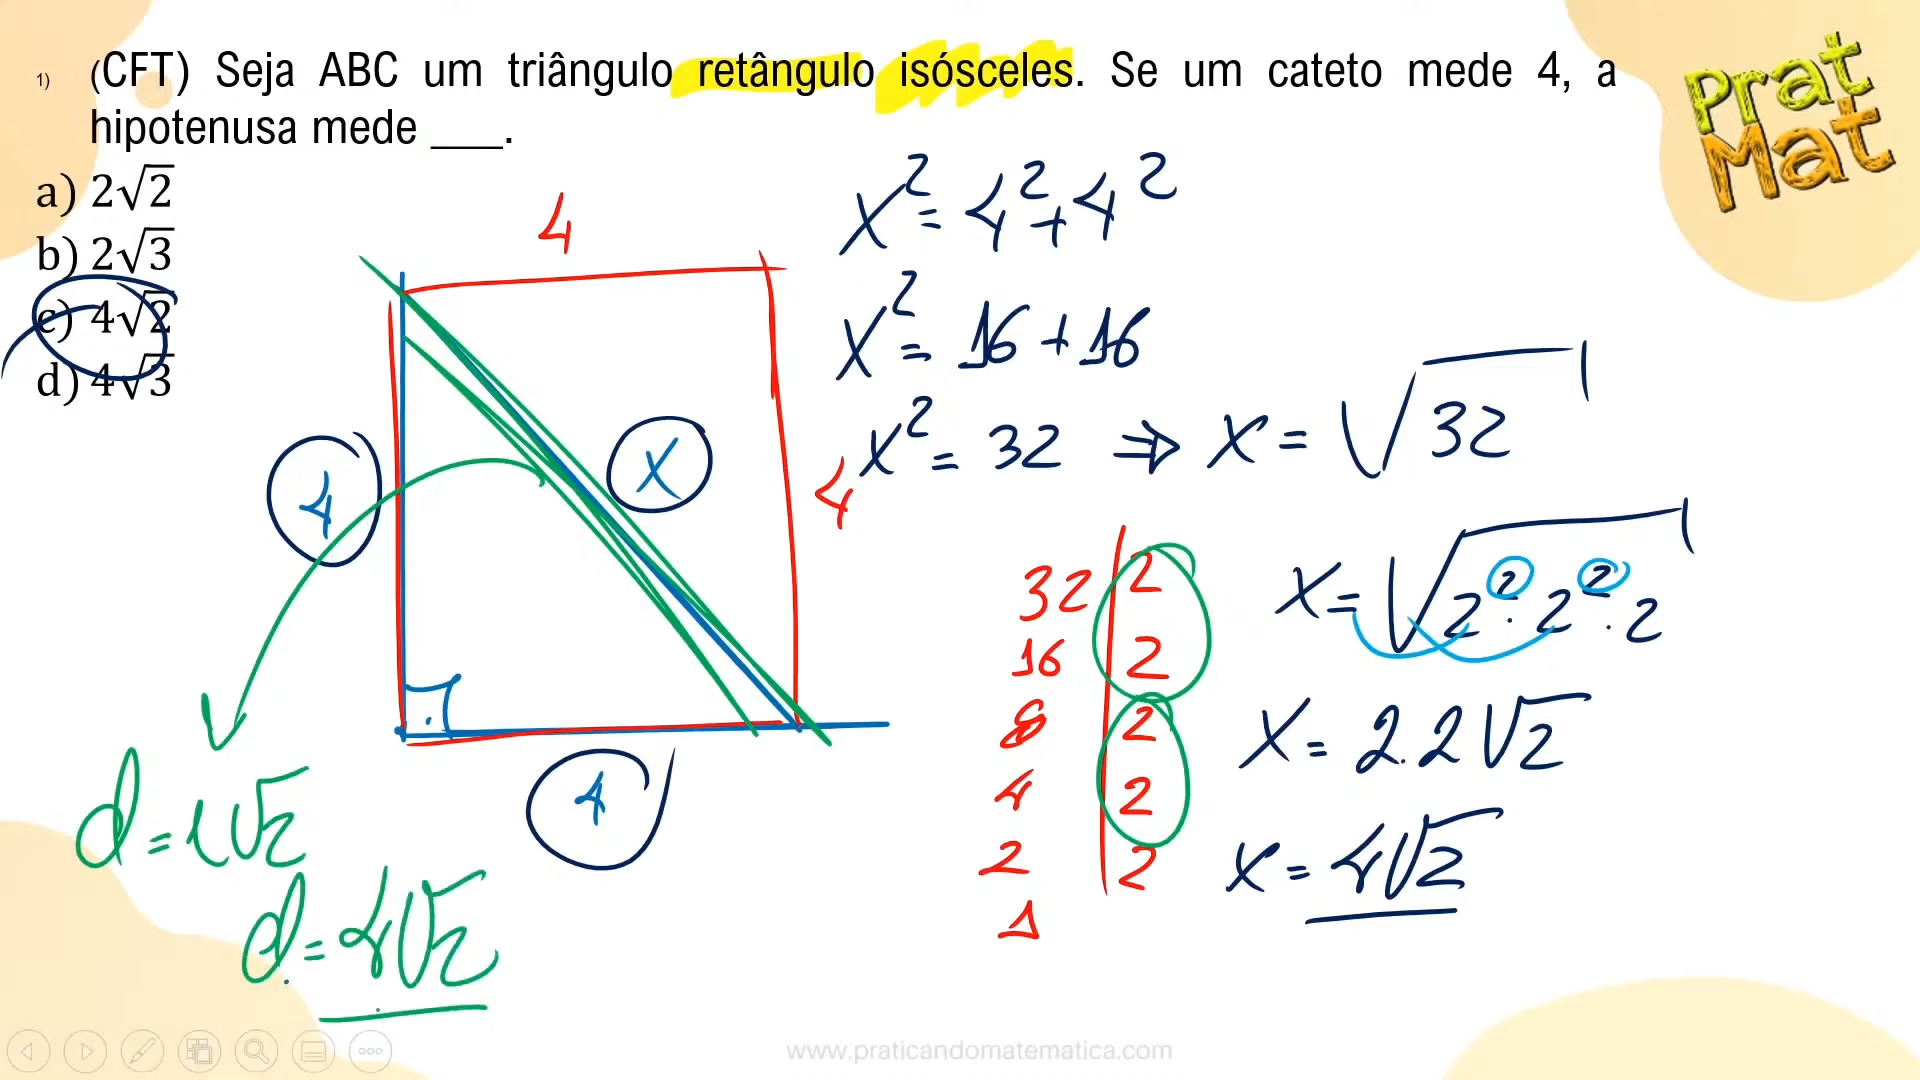 1) (CFT) Seja ABC um triângulo retângulo isósceles. Se um cateto mede 4, a
hipotenusa mede ___.
a) 2√2
b) 2√3
c) 4√2
d) 4√3
Prat
Mat
4
4
4
x
4
x² = 4² + 4²
x² = 16 + 16
x² = 32 ⇒ x = √32
32 | 2
16 | 2
8 | 2
4 | 2
2 | 2
1
x = √2² . 2² . 2
x = 2.2√2
x = 4√2
d = l√2
d = 4√2
www.praticandomatematica.com